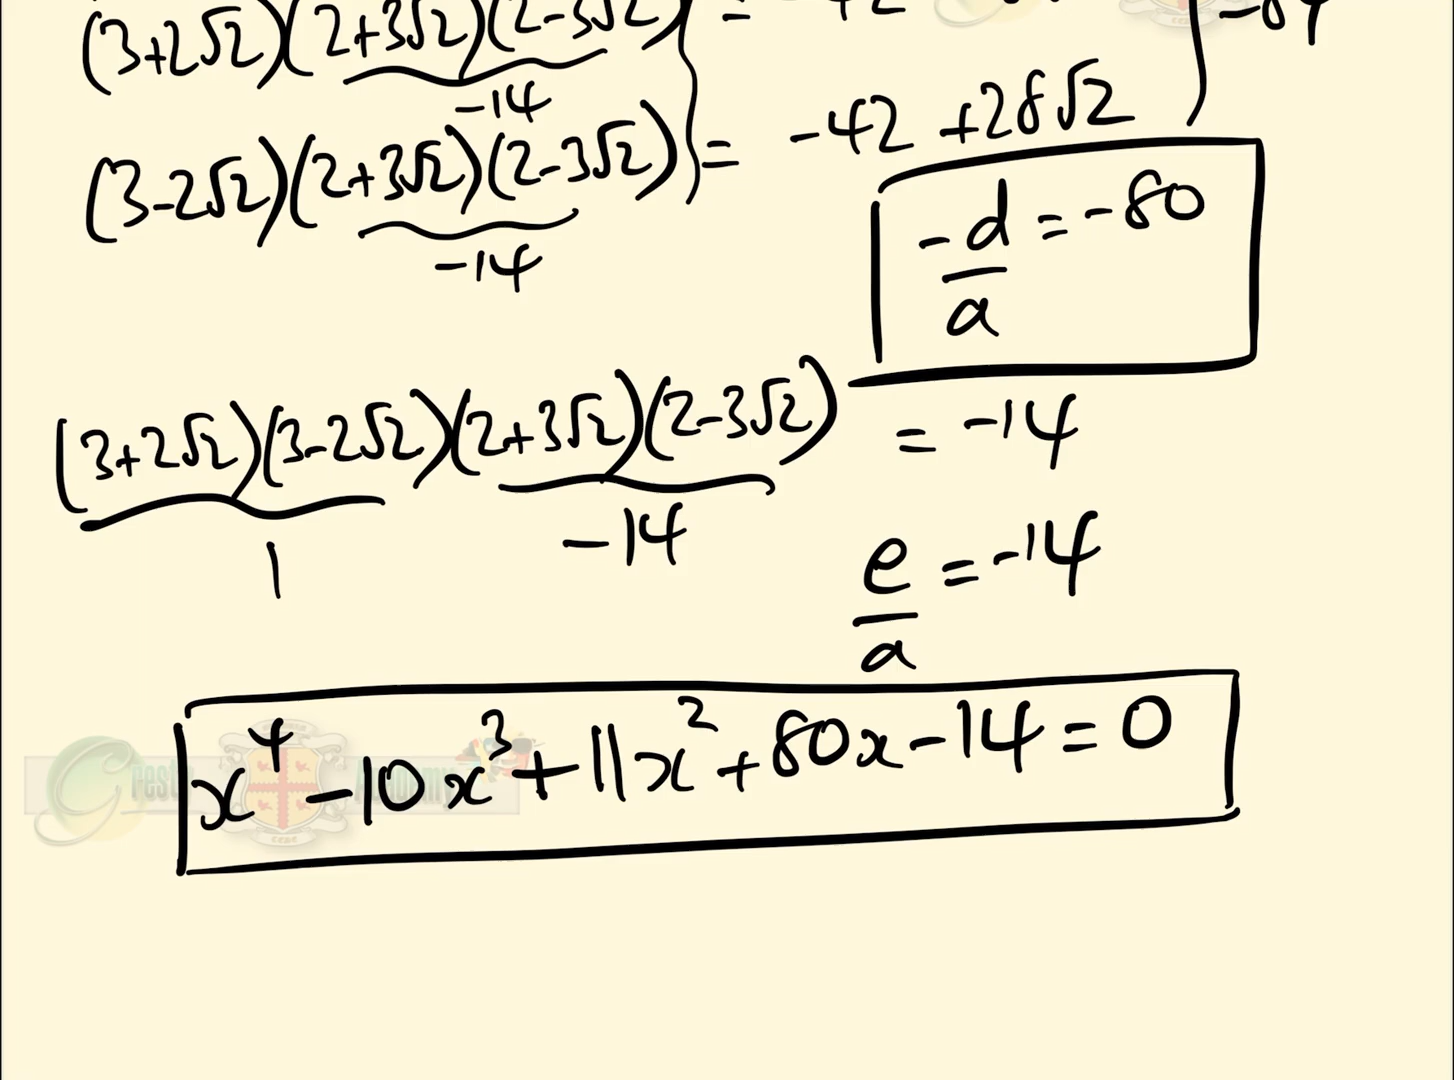 (3+2√2)(2+3√2)(2-3√2) = -42
-14
(3-2√2)(2+3√2)(2-3√2) = -42 +28√2
-14
-d/a = -80
(3+2√2)(3-2√2)(2+3√2)(2-3√2) = -14
1 -14
e/a = -14
x⁴ -10x³ + 11x² + 80x - 14 = 0